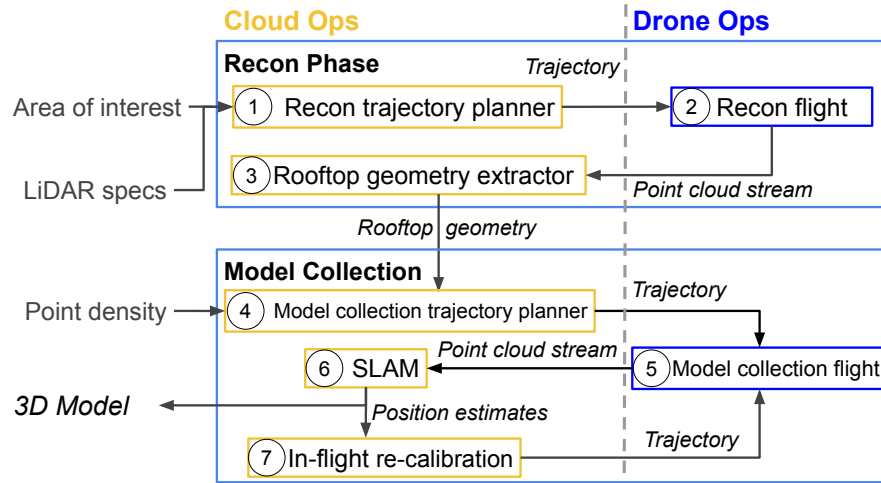 Cloud Ops
Drone Ops
Recon Phase
Trajectory
Area of interest
1 Recon trajectory planner
2 Recon flight
LiDAR specs
3 Rooftop geometry extractor
Point cloud stream
Rooftop geometry
Model Collection
Point density
4 Model collection trajectory planner
Trajectory
Point cloud stream
6 SLAM
5 Model collection flight
3D Model
Position estimates
7 In-flight re-calibration
Trajectory